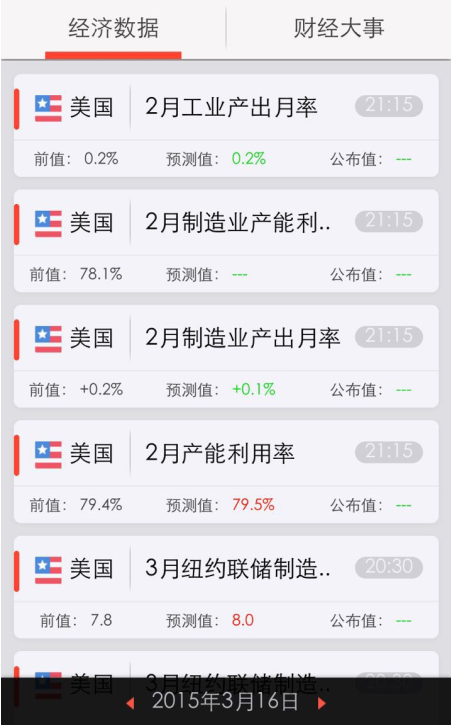 经济数据 财经大事
美国 2月工业产出月率 21:15
前值： 0.2% 预测值： 0.2% 公布值： ---
美国 2月制造业产能利.. 21:15
前值： 78.1% 预测值： --- 公布值： ---
美国 2月制造业产出月率 21:15
前值： +0.2% 预测值： +0.1% 公布值： ---
美国 2月产能利用率 21:15
前值： 79.4% 预测值： 79.5% 公布值： ---
美国 3月纽约联储制造.. 20:30
前值： 7.8 预测值： 8.0 公布值： ---
美国 3月纽约联储制造..
2015年3月16日